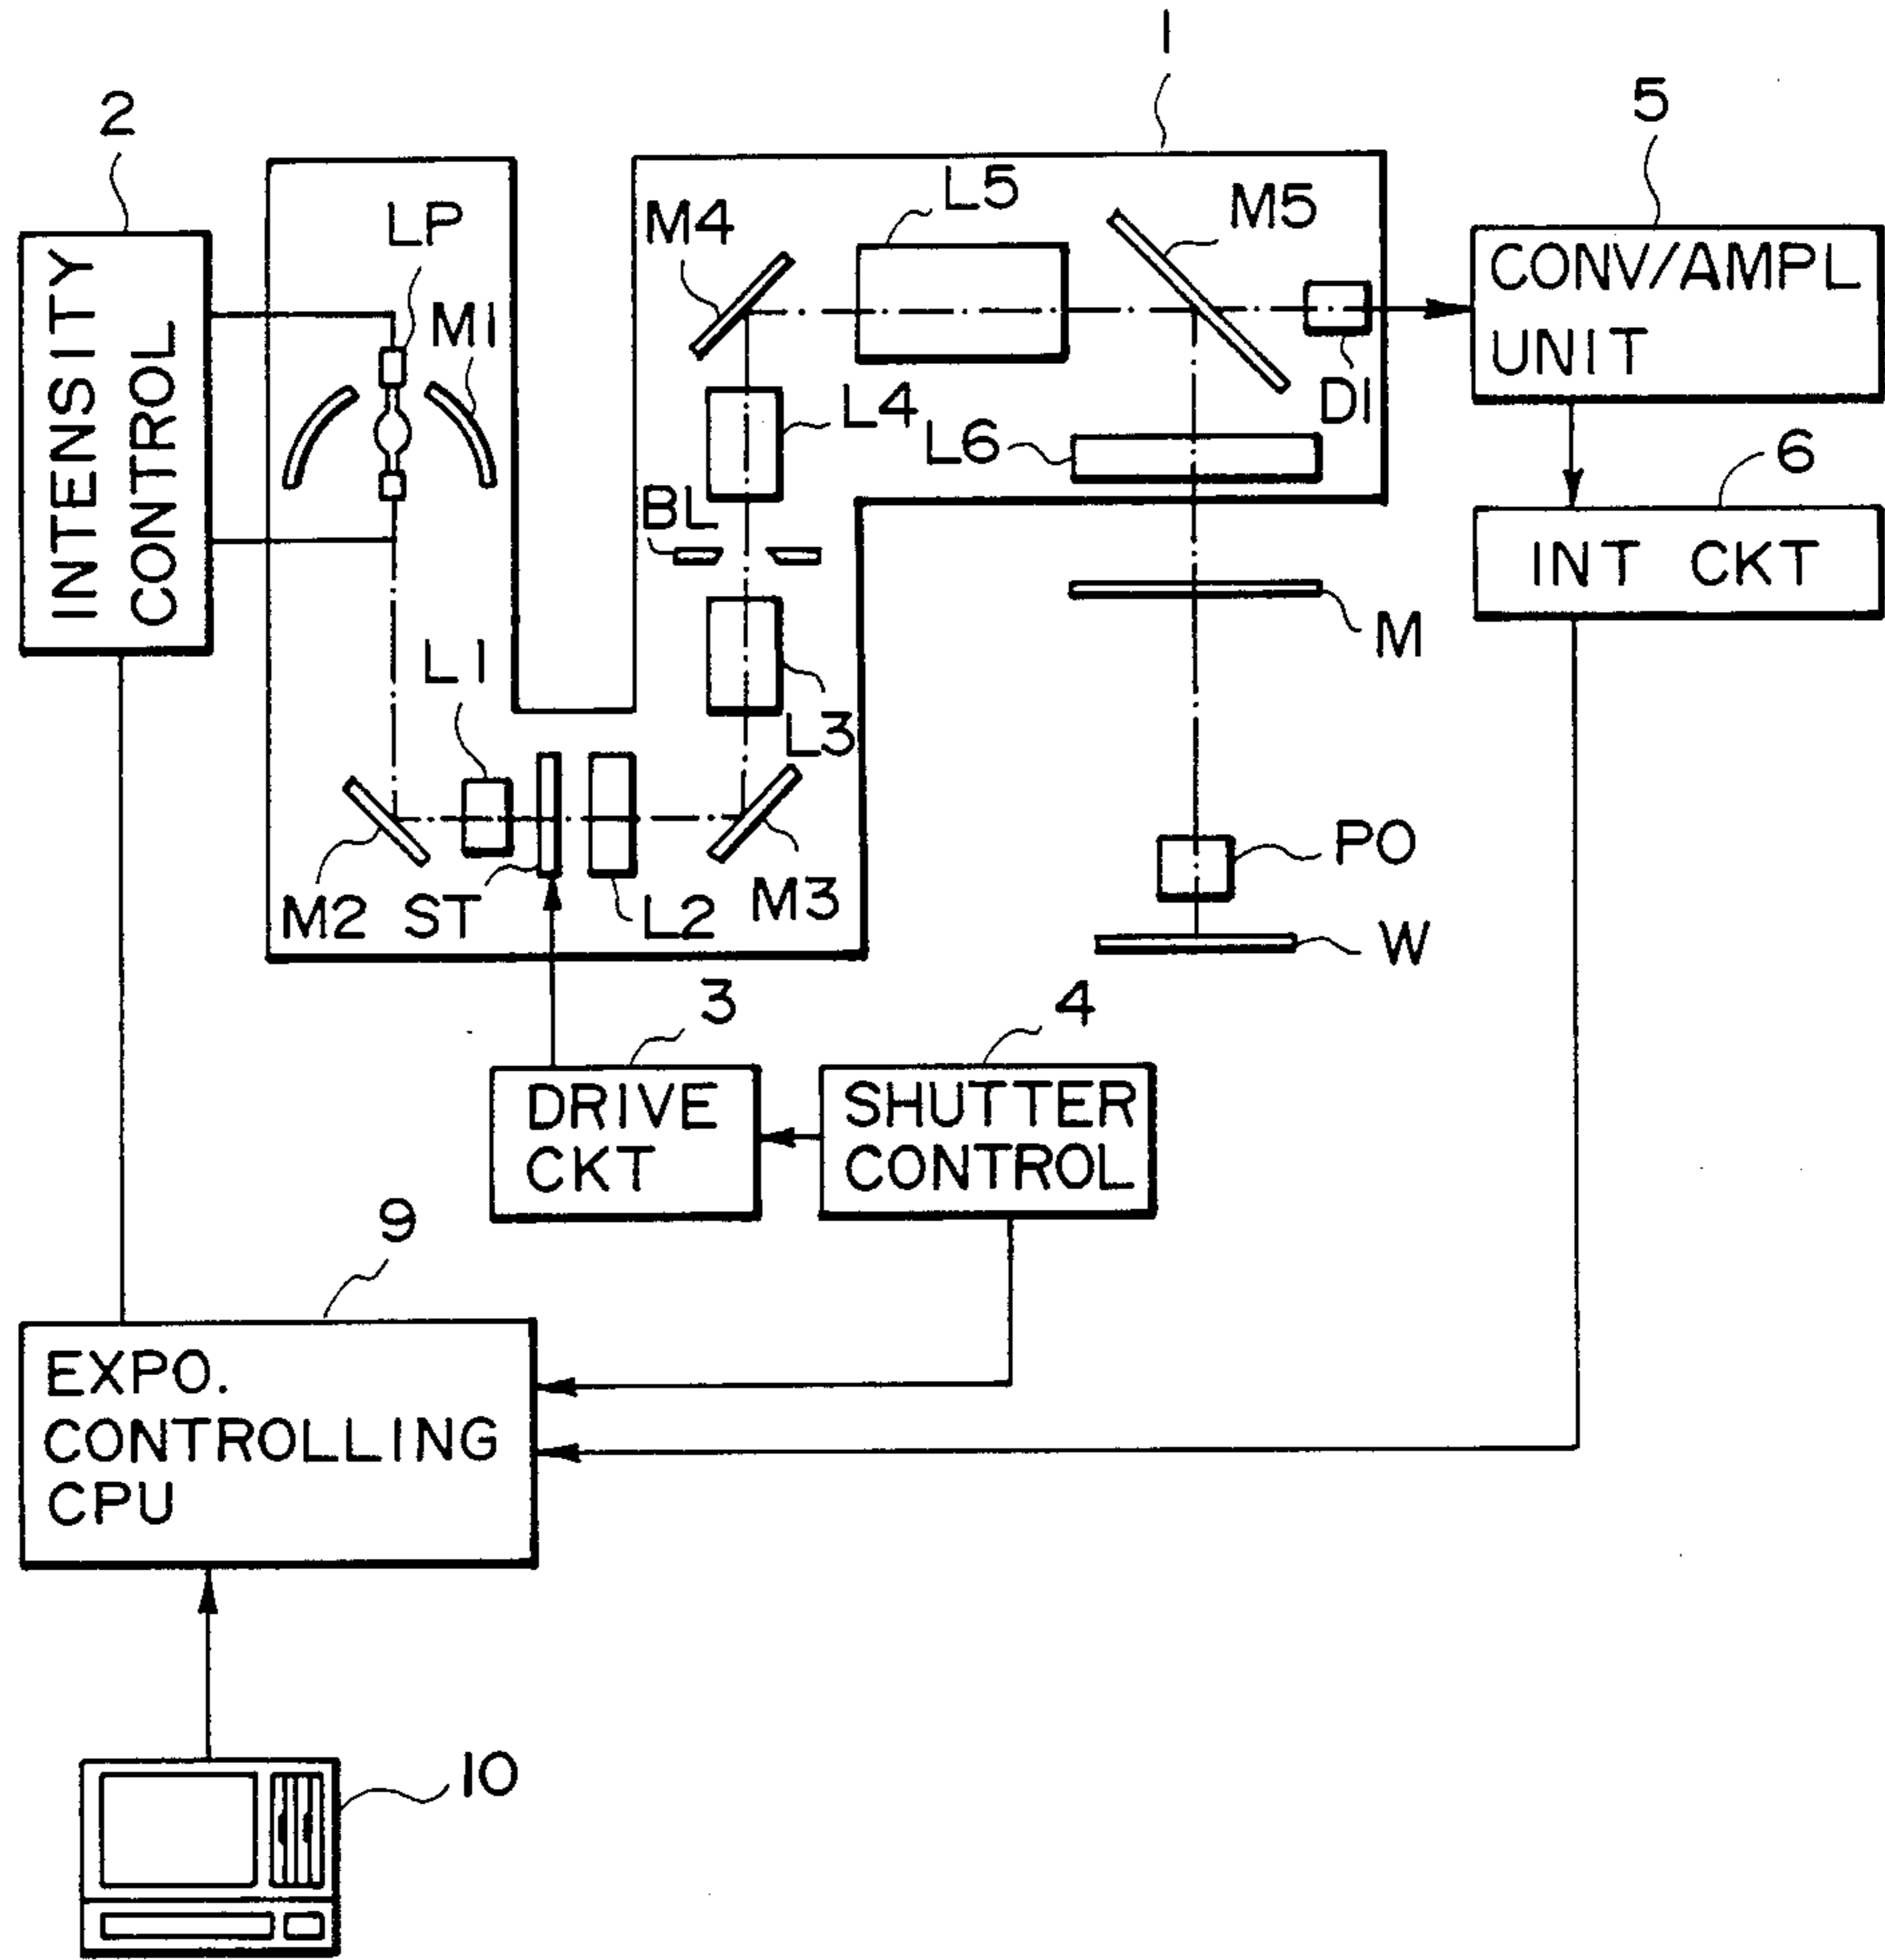 1
2
5
LP
M4
L5
M5
M1
INTENSITY
CONTROL
CONV/AMPL
UNIT
L4
L6
D1
6
BL
INT CKT
M
L1
L3
PO
M2
ST
L2
M3
W
3
4
DRIVE
CKT
SHUTTER
CONTROL
9
EXPO.
CONTROLLING
CPU
10